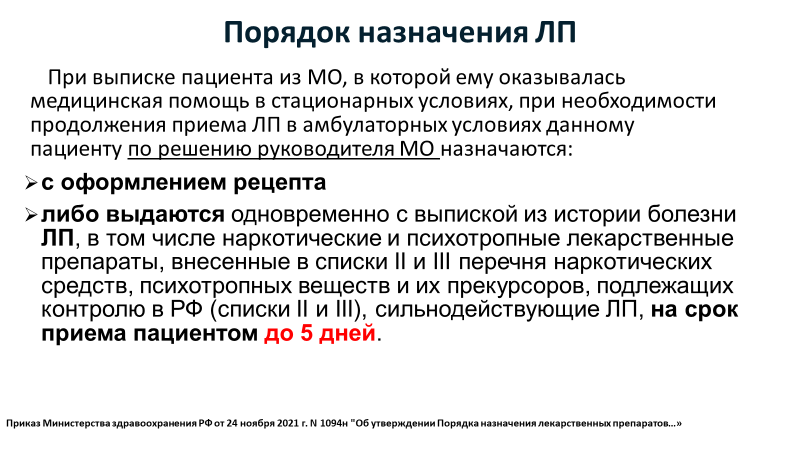 Порядок назначения ЛП
При выписке пациента из МО, в которой ему оказывалась
медицинская помощь в стационарных условиях, при необходимости
продолжения приема ЛП в амбулаторных условиях данному
пациенту по решению руководителя МО назначаются:
➢с оформлением рецепта
➢либо выдаются одновременно с выпиской из истории болезни
ЛП, в том числе наркотические и психотропные лекарственные
препараты, внесенные в списки II и III перечня наркотических
средств, психотропных веществ и их прекурсоров, подлежащих
контролю в РФ (списки II и III), сильнодействующие ЛП, на срок
приема пациентом до 5 дней.
Приказ Министерства здравоохранения РФ от 24 ноября 2021 г. N 1094н "Об утверждении Порядка назначения лекарственных препаратов…»